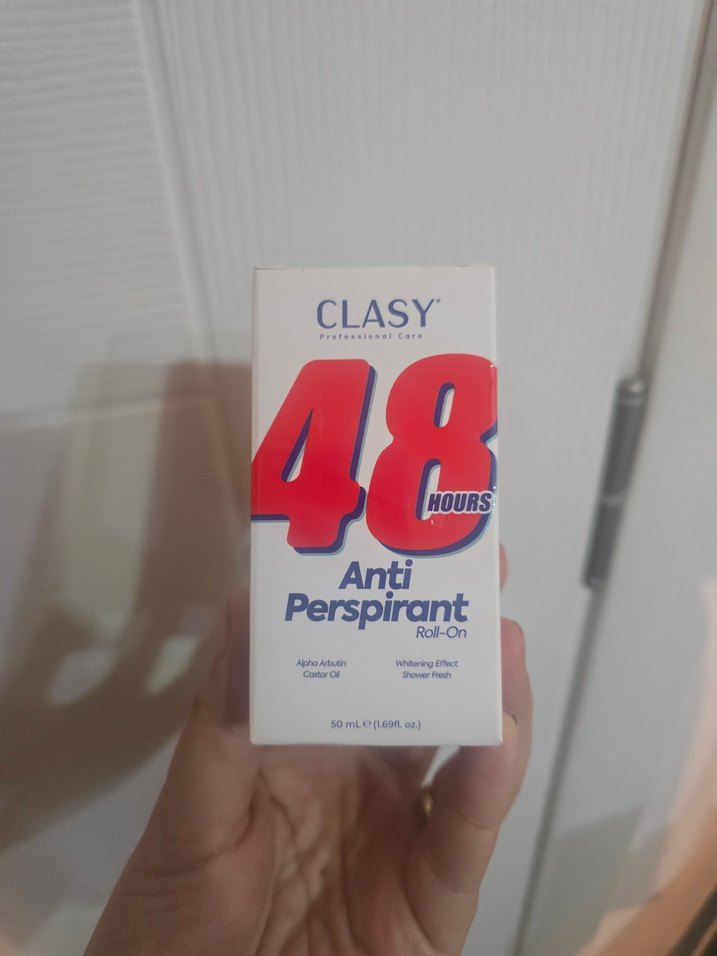 CLASY®
Professional Care
48
HOURS
Anti
Perspirant
Roll-On
Alpha Arbutin
Castor Oil
Whitening Effect
Shower Fresh
50 mL ℮ (1.69fl. oz.)